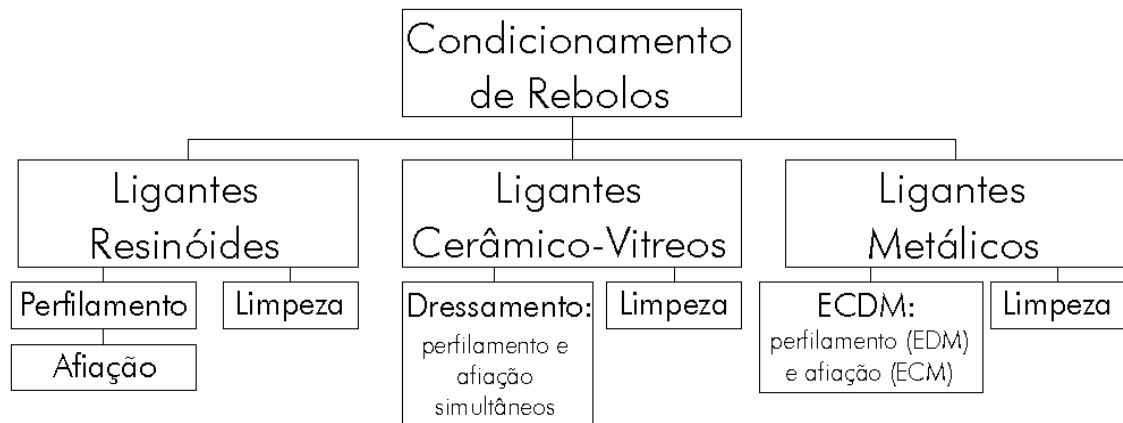 Condicionamento
de Rebolos
Ligantes
Resinóides
Ligantes
Cerâmico-Vitreos
Ligantes
Metálicos
Perfilamento
Limpeza
Afiação
Dressamento:
perfilamento e
afiação
simultâneos
Limpeza
ECDM:
perfilamento (EDM)
e afiação (ECM)
Limpeza